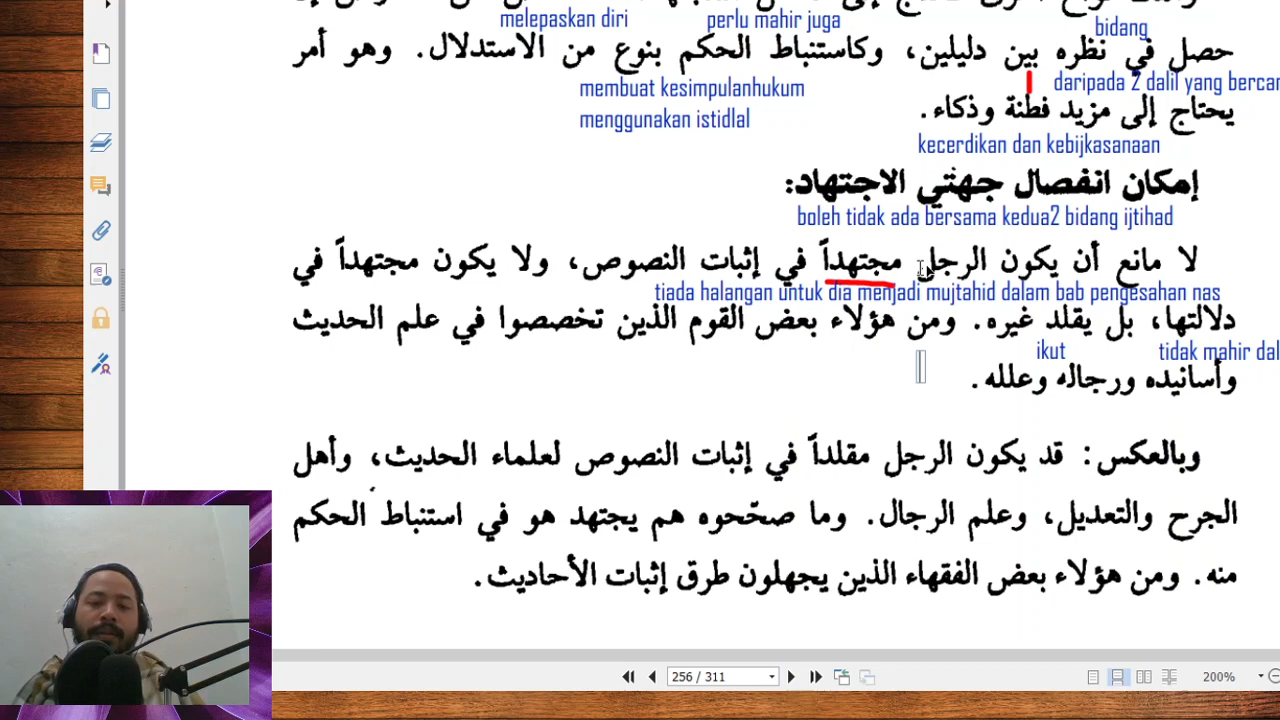 melepaskan diri perlu mahir juga bidang
حصل في نظره بين دليلين، وكاستنباط الحكم بنوع من الاستدلال. وهو أمر
membuat kesimpulanhukum daripada 2 dalil yang bercan
يحتاج إلى مزيد فطنة وذكاء.
menggunakan istidlal
kecerdikan dan kebijkasanaan
إمكان انفصال جهتي الاجتهاد:
boleh tidak ada bersama kedua2 bidang ijtihad
لا مانع أن يكون الرجل مجتهداً في إثبات النصوص، ولا يكون مجتهداً في
tiada halangan untuk dia menjadi mujtahid dalam bab pengesahan nas
دلالتها، بل يقلد غيره. ومن هؤلاء بعض القوم الذين تخصصوا في علم الحديث
ikut tidak mahir dal
وأسانيده ورجاله وعلله.
وبالعكس: قد يكون الرجل مقلداً في إثبات النصوص لعلماء الحديث، وأهل
الجرح والتعديل، وعلم الرجال. وما صحّحوه هم يجتهد هو في استنباط الحكم
منه. ومن هؤلاء بعض الفقهاء الذين يجهلون طرق إثبات الأحاديث.
256 / 311
200%